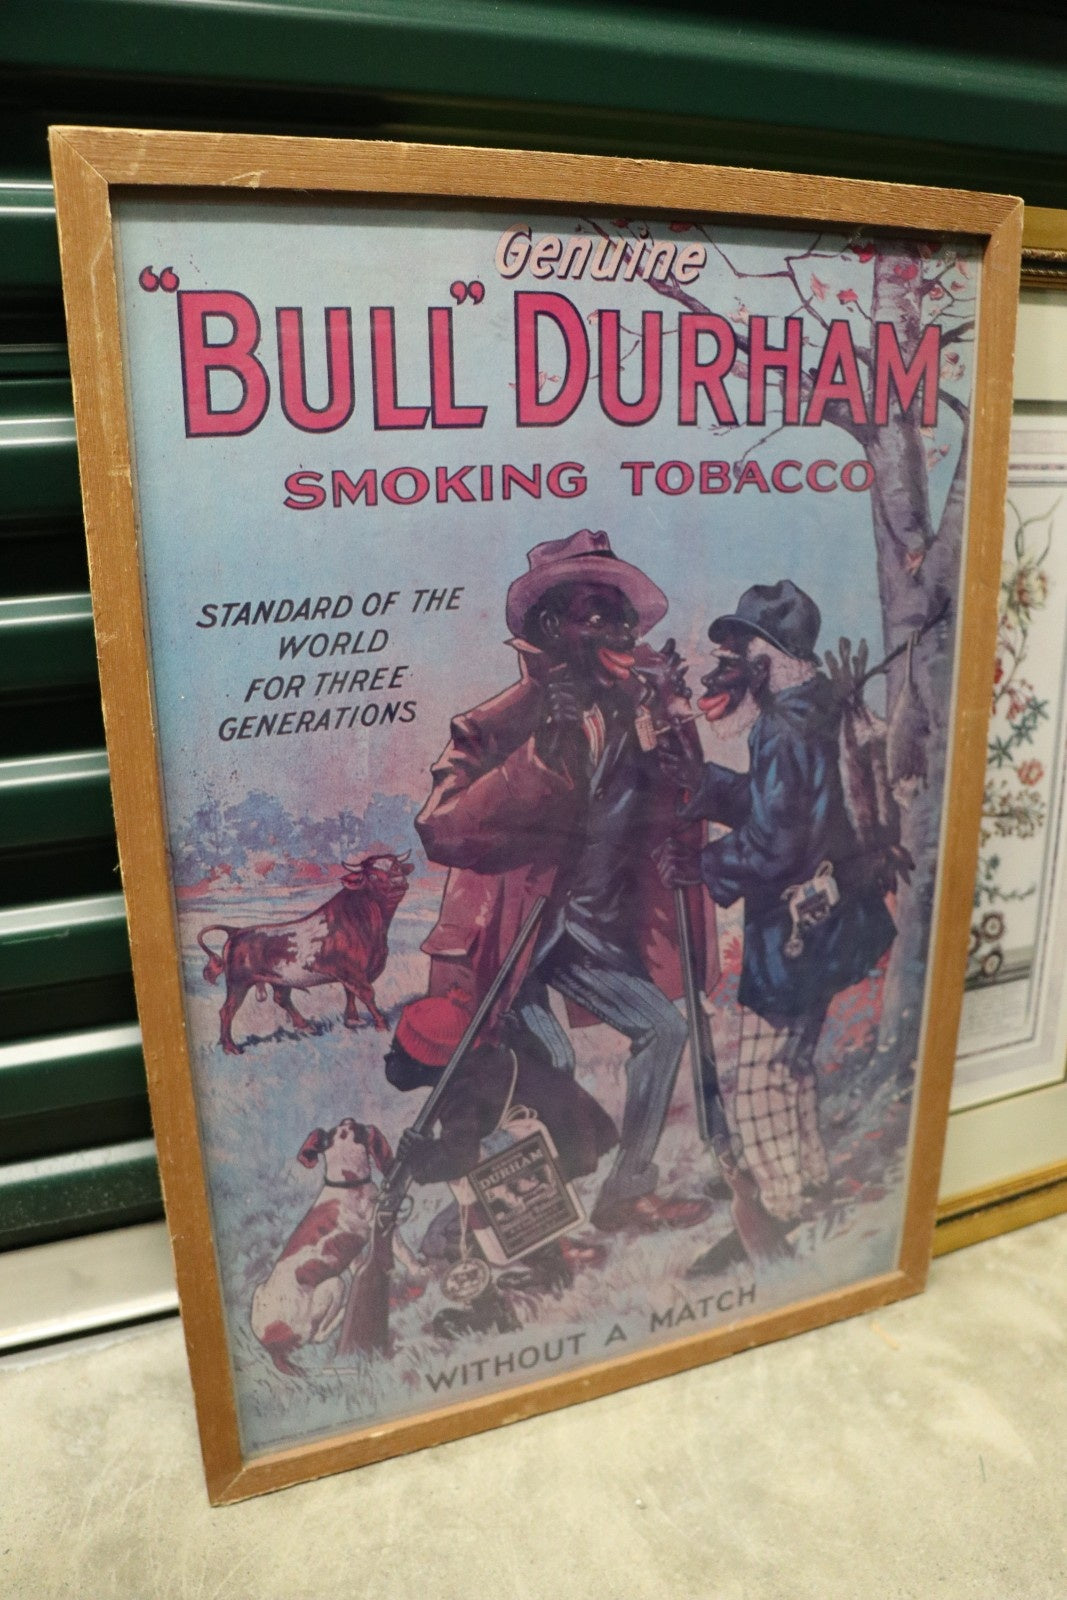 Genuine
"BULL" DURHAM
SMOKING TOBACCO
STANDARD OF THE
WORLD
FOR THREE
GENERATIONS
DURHAM
WITHOUT A MATCH